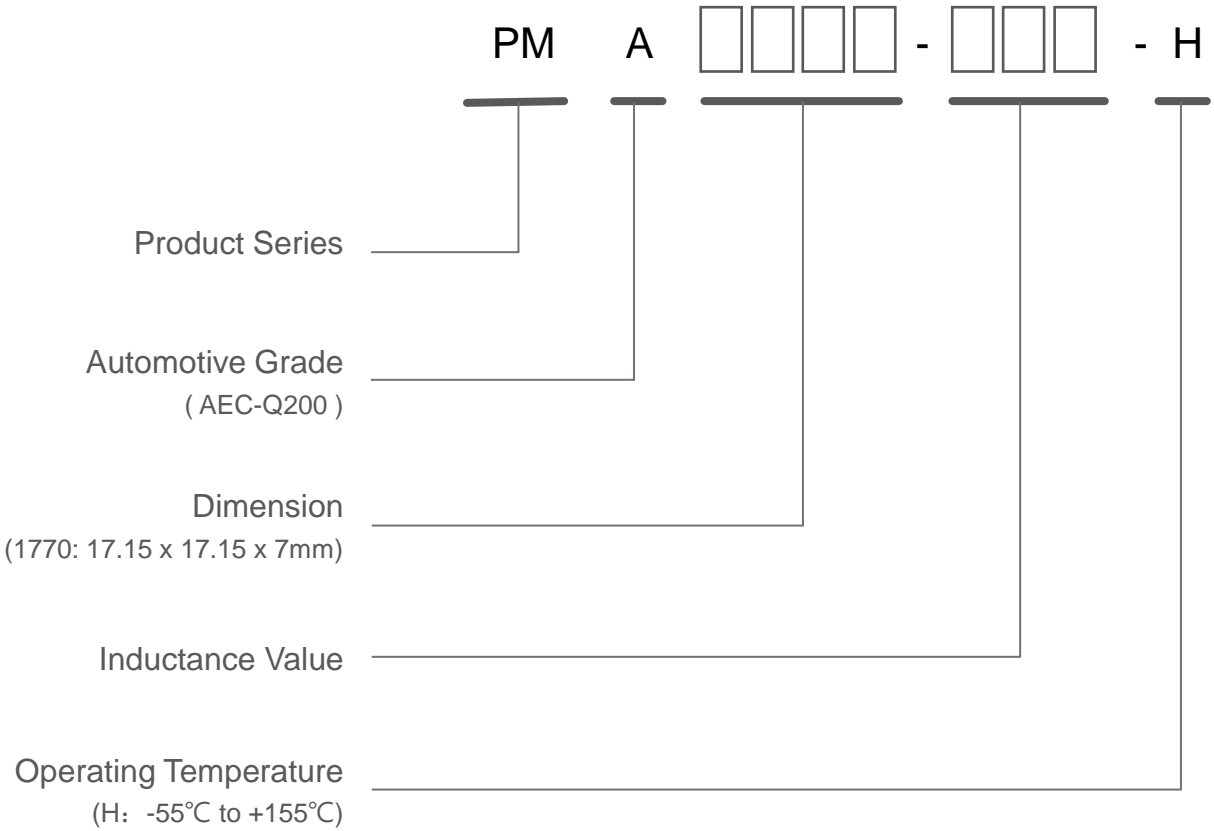 PM A □□□□ - □□□ - H
Product Series
Automotive Grade
( AEC-Q200 )
Dimension
(1770: 17.15 x 17.15 x 7mm)
Inductance Value
Operating Temperature
(H：-55℃ to +155℃)